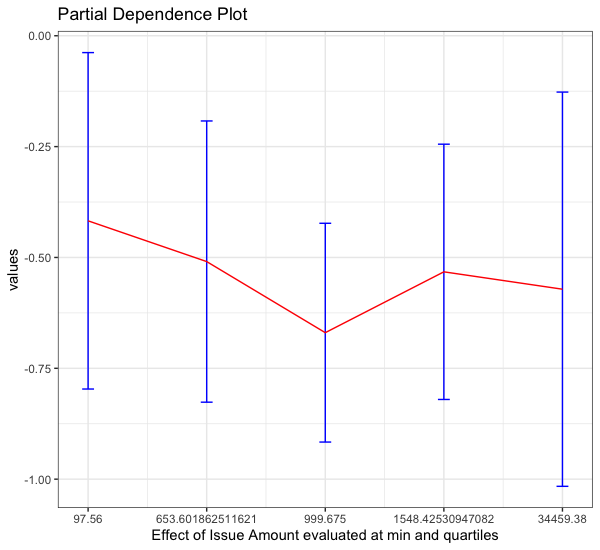 Partial Dependence Plot
0.00
-0.25
-0.50
-0.75
-1.00
values
97.56 653.601862511621 999.675 1548.42530947082 34459.38
Effect of Issue Amount evaluated at min and quartiles